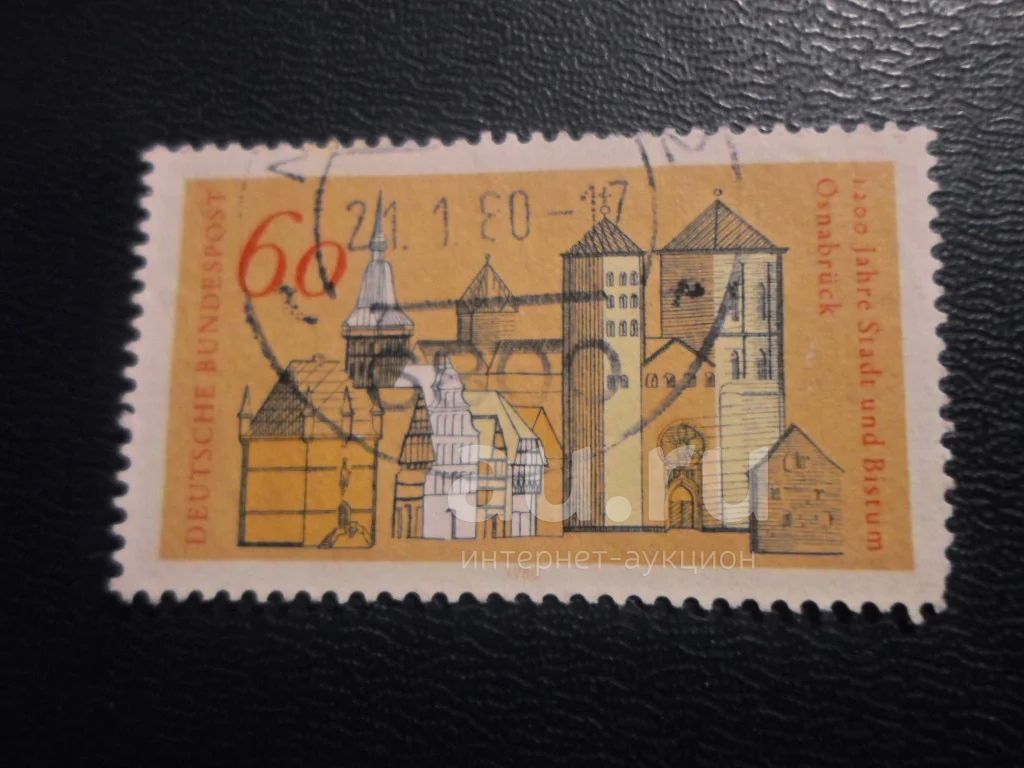 DEUTSCHE BUNDESPOST
60
21.1.80-17
1200 Jahre Stadt und Bistum
Osnabrück
au.ru
интернет-аукцион